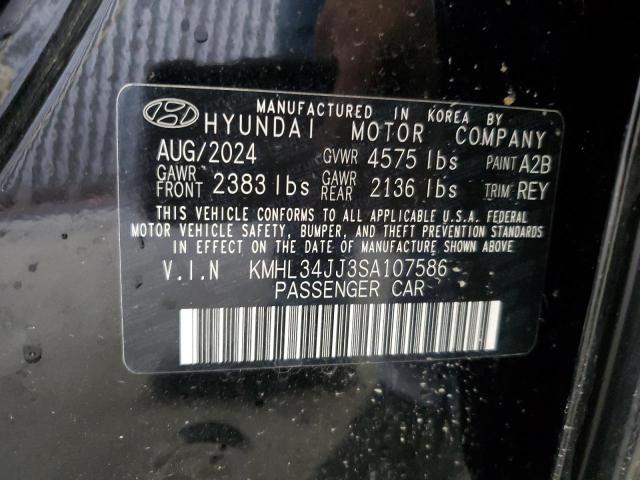 MANUFACTURED IN KOREA BY
HYUNDAI MOTOR COMPANY
AUG/2024 GVWR 4575 lbs PAINT A2B
GAWR FRONT 2383 lbs GAWR REAR 2136 lbs TRIM REY
THIS VEHICLE CONFORMS TO ALL APPLICABLE U.S.A. FEDERAL
MOTOR VEHICLE SAFETY, BUMPER, AND THEFT PREVENTION STANDARDS
IN EFFECT ON THE DATE OF MANUFACTURE SHOWN ABOVE.
V.I.N KMHL34JJ3SA107586
PASSENGER CAR